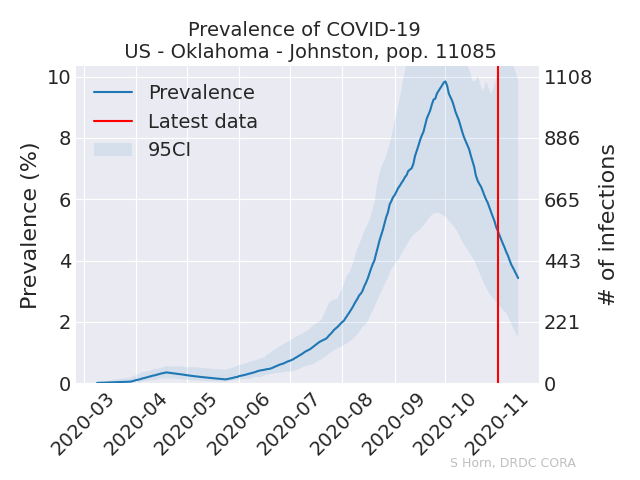 Prevalence of COVID-19
US - Oklahoma - Johnston, pop. 11085
Prevalence
Latest data
95CI
Prevalence (%)
10
8
6
4
2
0
1108
886
665
443
221
0
# of infections
2020-03
2020-04
2020-05
2020-06
2020-07
2020-08
2020-09
2020-10
2020-11
S Horn, DRDC CORA